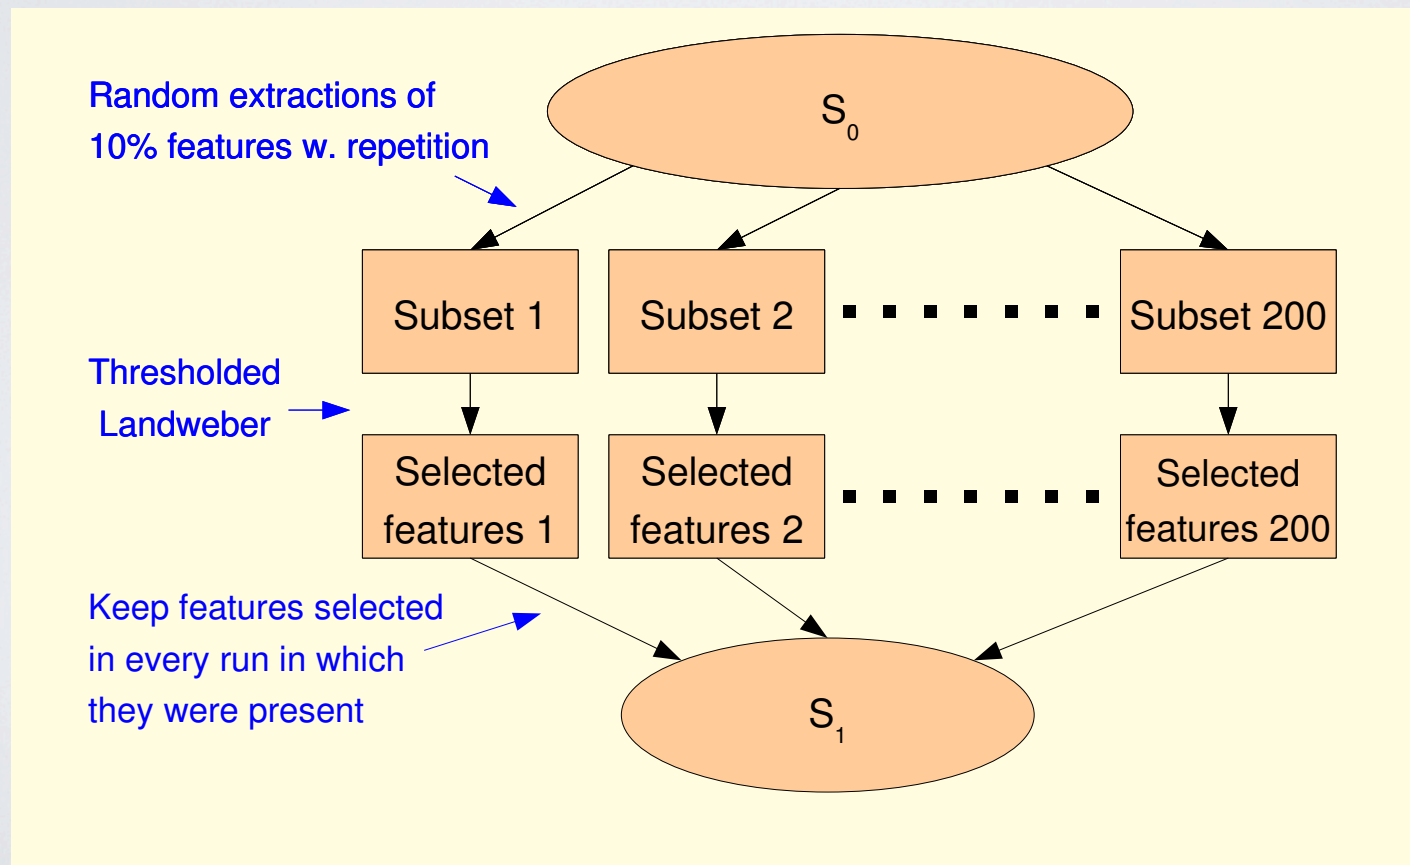 Random extractions of
10% features w. repetition
S₀
Subset 1
Subset 2
Subset 200
Thresholded
Landweber
Selected
features 1
Selected
features 2
Selected
features 200
Keep features selected
in every run in which
they were present
S₁